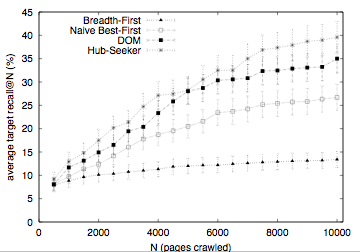 45
40
35
30
25
20
15
10
5
0
average target recall@N (%)
Breadth-First
Naive Best-First
DOM
Hub-Seeker
0 2000 4000 6000 8000 10000
N (pages crawled)